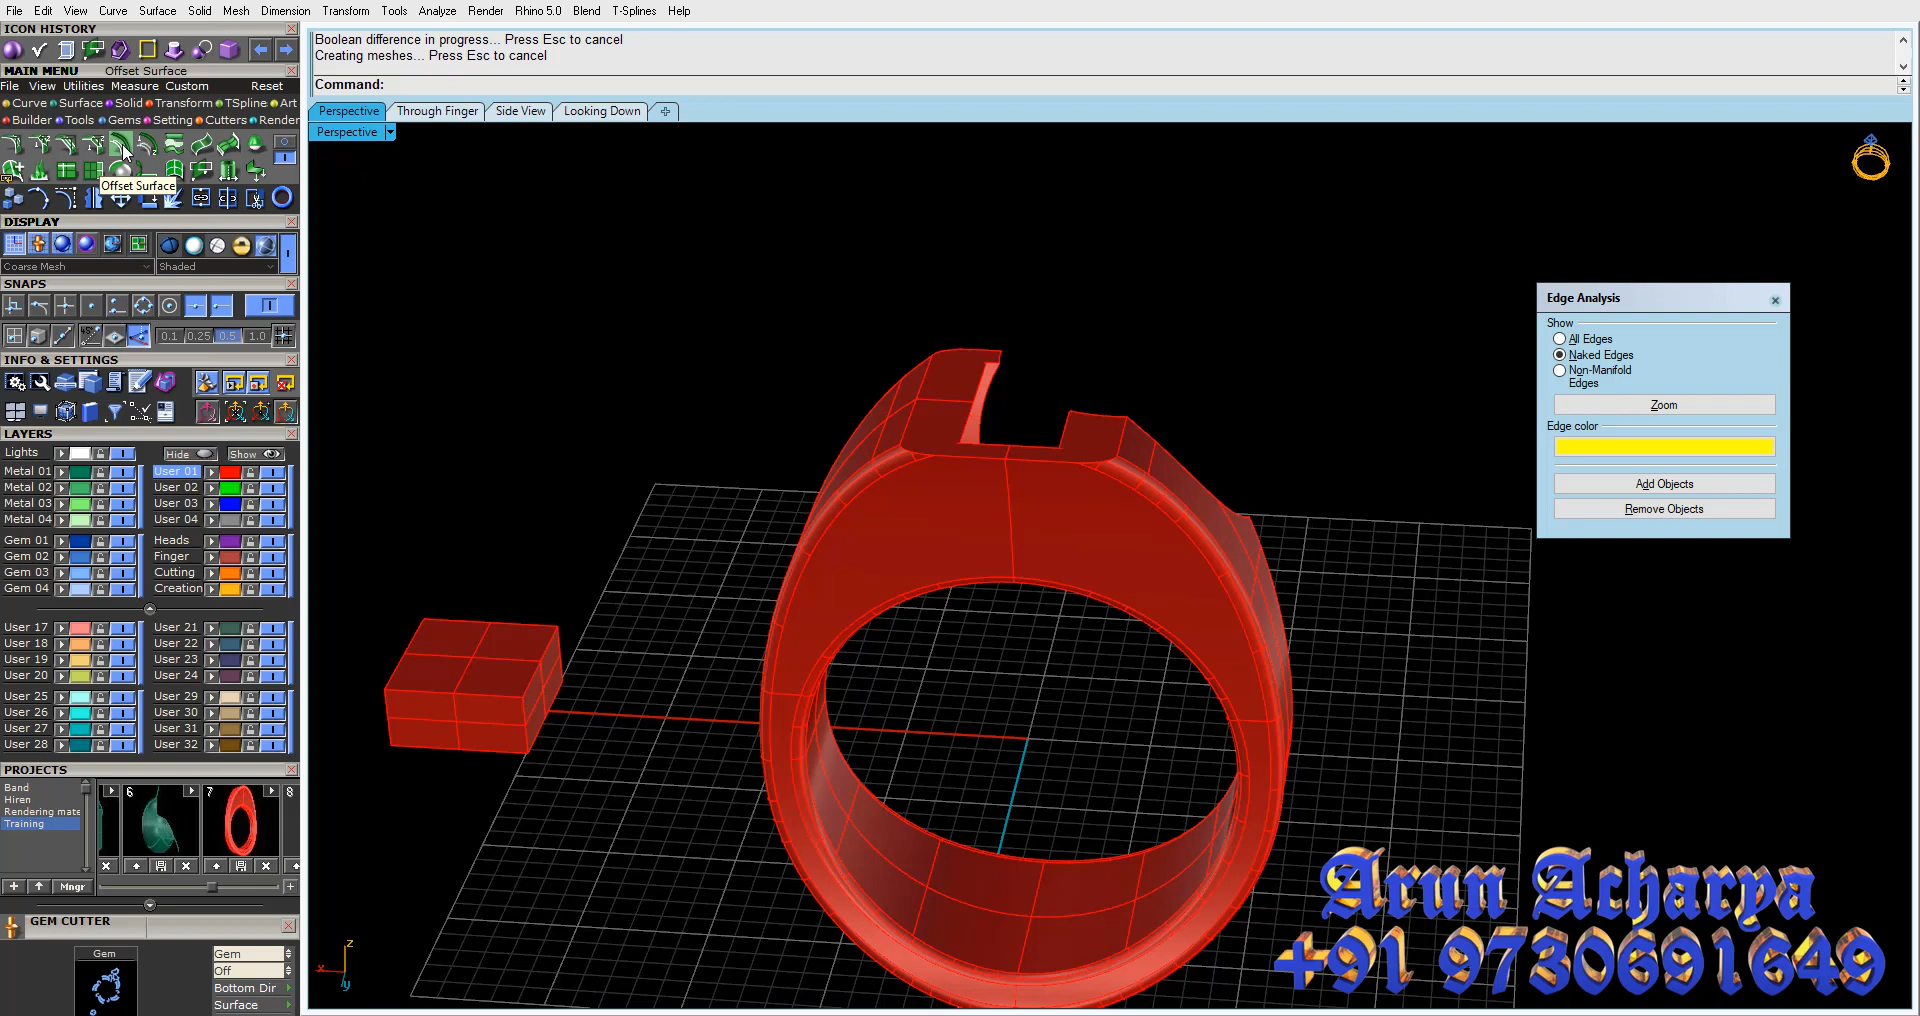 File Edit View Curve Surface Solid Mesh Dimension Transform Tools Analyze Render Rhino 5.0 Blend T-Splines Help
ICON HISTORY
MAIN MENU Offset Surface
File View Utilities Measure Custom Reset
Curve Surface Solid Transform TSpline Art
Builder Tools Gems Setting Cutters Render
Offset Surface
DISPLAY
Coarse Mesh Shaded
SNAPS
0.1 0.25 0.5 1.0
INFO & SETTINGS
LAYERS
Lights Hide Show
Metal 01 User 01
Metal 02 User 02
Metal 03 User 03
Metal 04 User 04
Gem 01 Heads
Gem 02 Finger
Gem 03 Cutting
Gem 04 Creation
User 17 User 21
User 18 User 22
User 19 User 23
User 20 User 24
User 25 User 29
User 26 User 30
User 27 User 31
User 28 User 32
PROJECTS
Band
Hiren
Rendering mate
Training
6 7 8
Mngr
GEM CUTTER
Gem Gem
Off
Bottom Dir
Surface
Boolean difference in progress... Press Esc to cancel
Creating meshes... Press Esc to cancel
Command:
Perspective Through Finger Side View Looking Down
Perspective
Edge Analysis
Show
All Edges
Naked Edges
Non-Manifold
Edges
Zoom
Edge color
Add Objects
Remove Objects
z
x
y
Arun Acharya
+91 9730691649